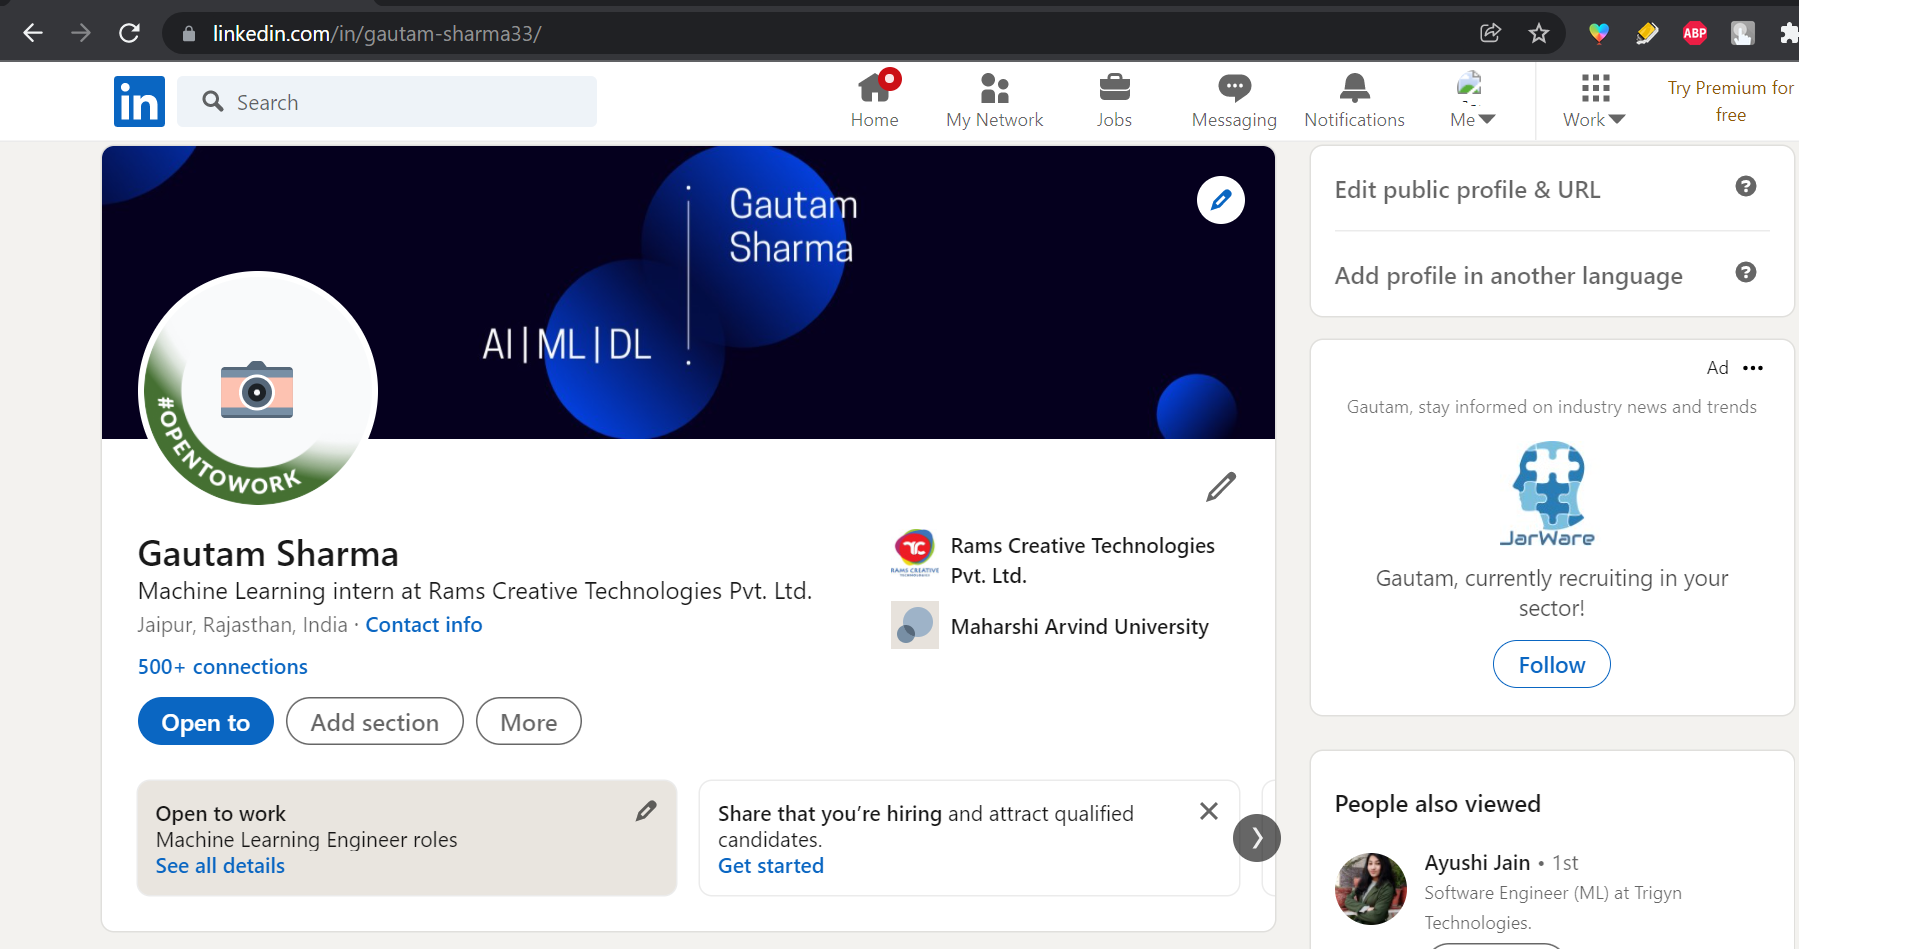 linkedin.com/in/gautam-sharma33/
ABP
in
Search
Home
My Network
Jobs
Messaging
Notifications
Me
Work
Try Premium for
free
Gautam
Sharma
AI|ML|DL
#OPENTOWORK
Gautam Sharma
Machine Learning intern at Rams Creative Technologies Pvt. Ltd.
Jaipur, Rajasthan, India · Contact info
500+ connections
Open to
Add section
More
RAMS CREATIVE
Rams Creative Technologies
Pvt. Ltd.
Maharshi Arvind University
Open to work
Machine Learning Engineer roles
See all details
Share that you’re hiring and attract qualified
candidates.
Get started
Edit public profile & URL
Add profile in another language
Ad
Gautam, stay informed on industry news and trends
JarWare
Gautam, currently recruiting in your
sector!
Follow
People also viewed
Ayushi Jain • 1st
Software Engineer (ML) at Trigyn
Technologies.